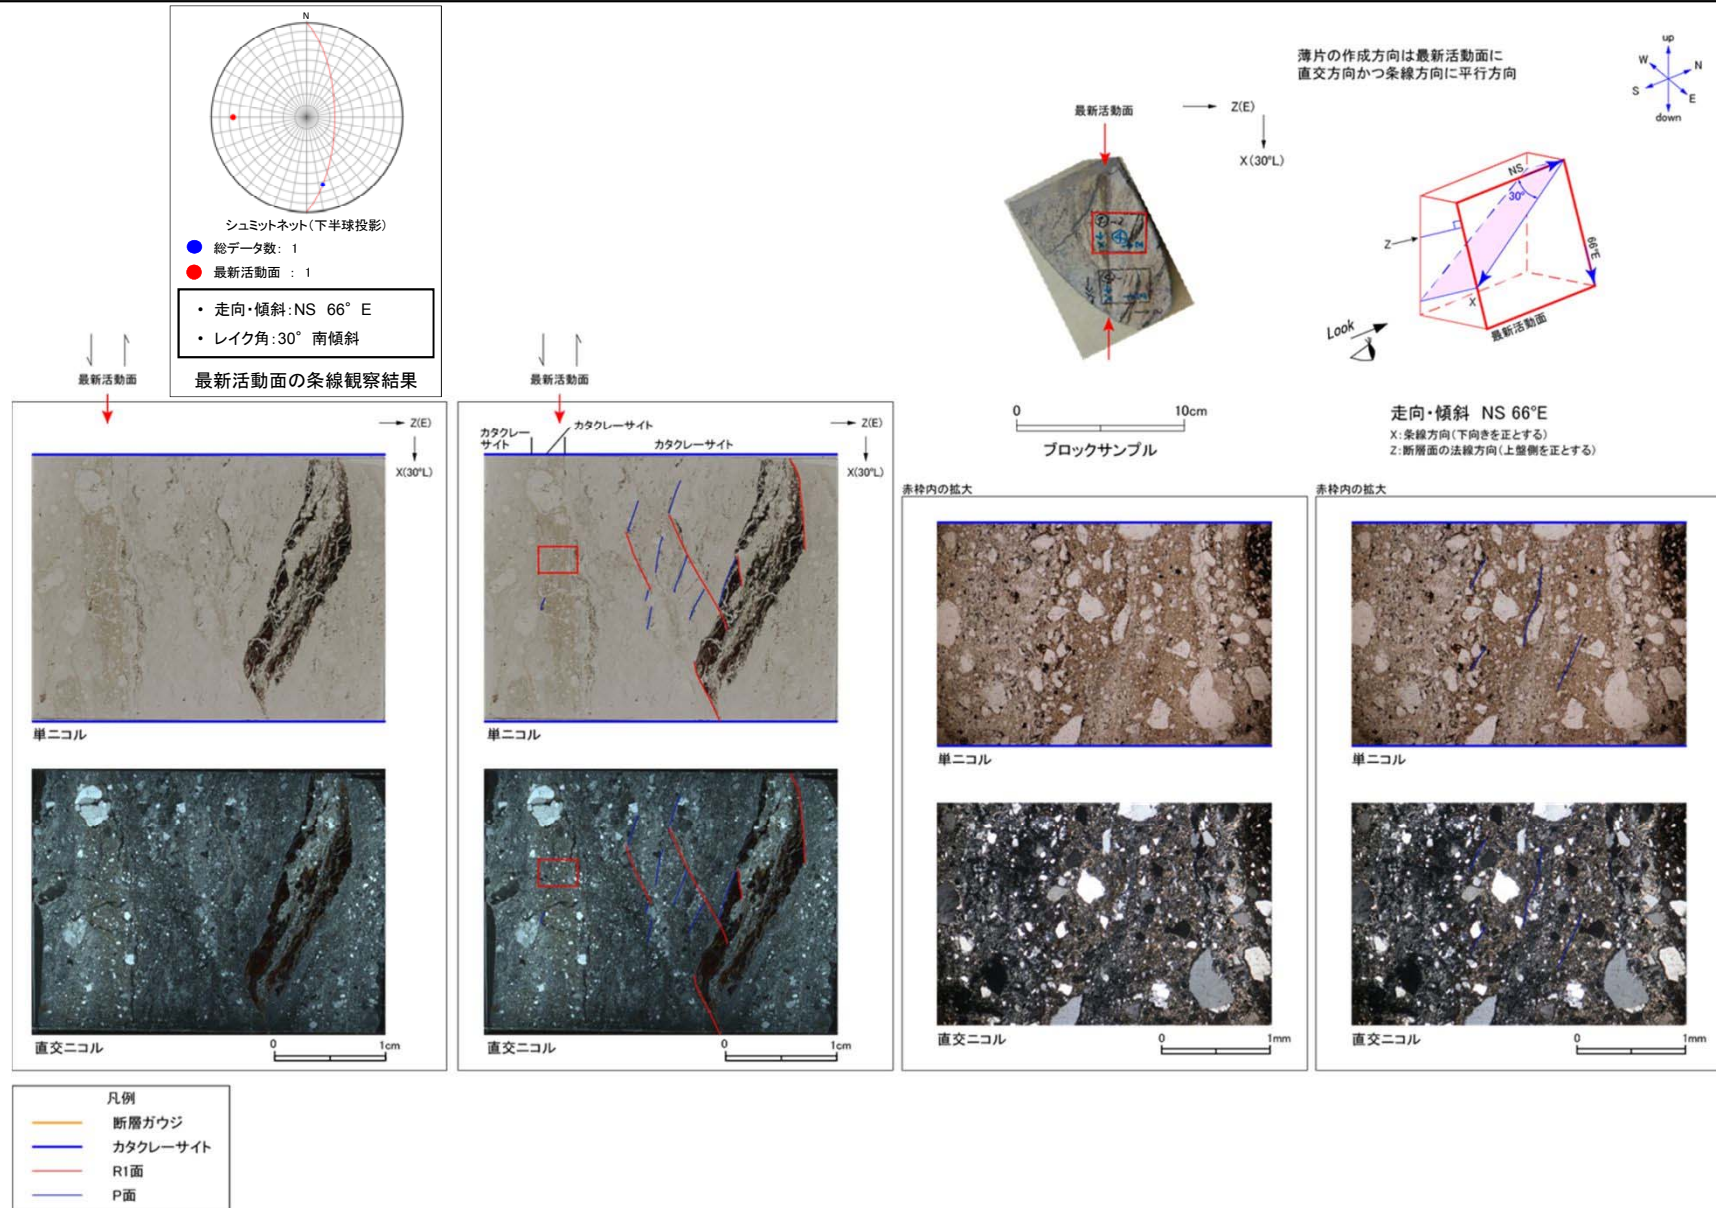 N
シュミットネット(下半球投影)
総データ数: 1
最新活動面 : 1
・ 走向・傾斜:NS 66° E
・ レイク角:30° 南傾斜
最新活動面の条線観察結果
薄片の作成方向は最新活動面に
直交方向かつ条線方向に平行方向
up
W
N
S
E
down
最新活動面
Z(E)
X(30°L)
NS
30°
Z
66°E
X
最新活動面
Look
0
10cm
ブロックサンプル
走向・傾斜 NS 66°E
X:条線方向(下向きを正とする)
Z:断層面の法線方向(上盤側を正とする)
最新活動面
Z(E)
X(30°L)
単ニコル
直交ニコル
0
1cm
最新活動面
カタクレー
サイト
カタクレーサイト
カタクレーサイト
Z(E)
X(30°L)
単ニコル
直交ニコル
0
1cm
赤枠内の拡大
単ニコル
直交ニコル
0
1mm
赤枠内の拡大
単ニコル
直交ニコル
0
1mm
凡例
断層ガウジ
カタクレーサイト
R1面
P面